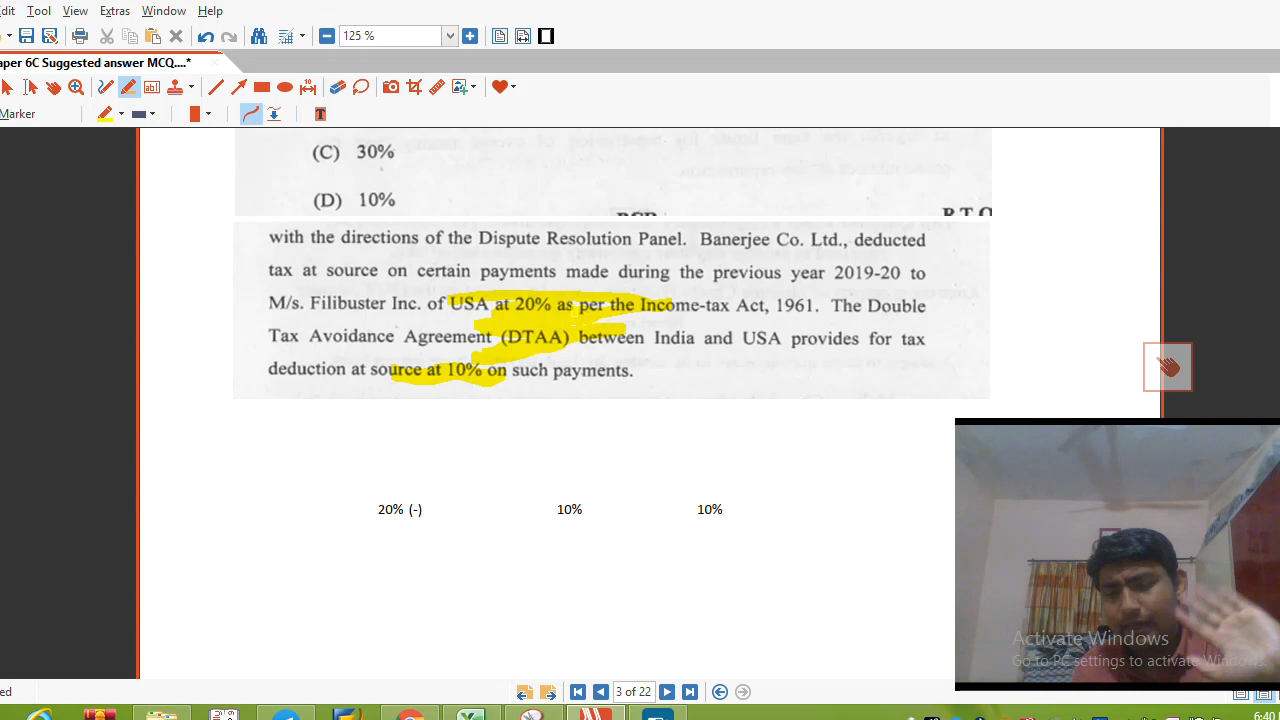 Tool View Extras Window Help
125 %
aper 6C Suggested answer MCQ....*
Marker
(C) 30%
(D) 10%
with the directions of the Dispute Resolution Panel. Banerjee Co. Ltd., deducted
tax at source on certain payments made during the previous year 2019-20 to
M/s. Filibuster Inc. of USA at 20% as per the Income-tax Act, 1961. The Double
Tax Avoidance Agreement (DTAA) between India and USA provides for tax
deduction at source at 10% on such payments.
20% (-) 10% 10%
Activate Windows
Go to PC settings to activate Windows.
3 of 22
6:40